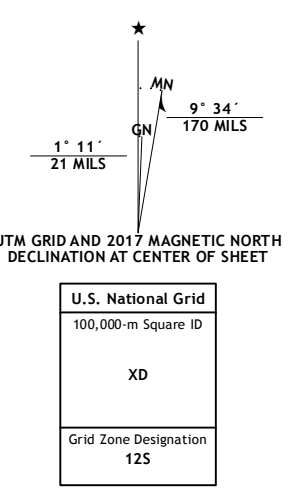 ★
MN
9° 34´
170 MILS
GN
1° 11´
21 MILS
UTM GRID AND 2017 MAGNETIC NORTH
DECLINATION AT CENTER OF SHEET
U.S. National Grid
100,000-m Square ID
XD
Grid Zone Designation
12S